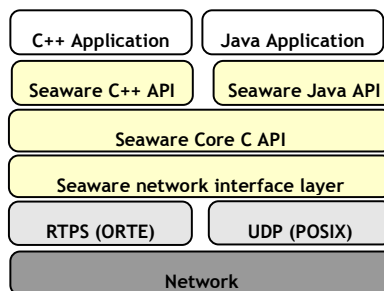 C++ Application
Java Application
Seaware C++ API
Seaware Java API
Seaware Core C API
Seaware network interface layer
RTPS (ORTE)
UDP (POSIX)
Network